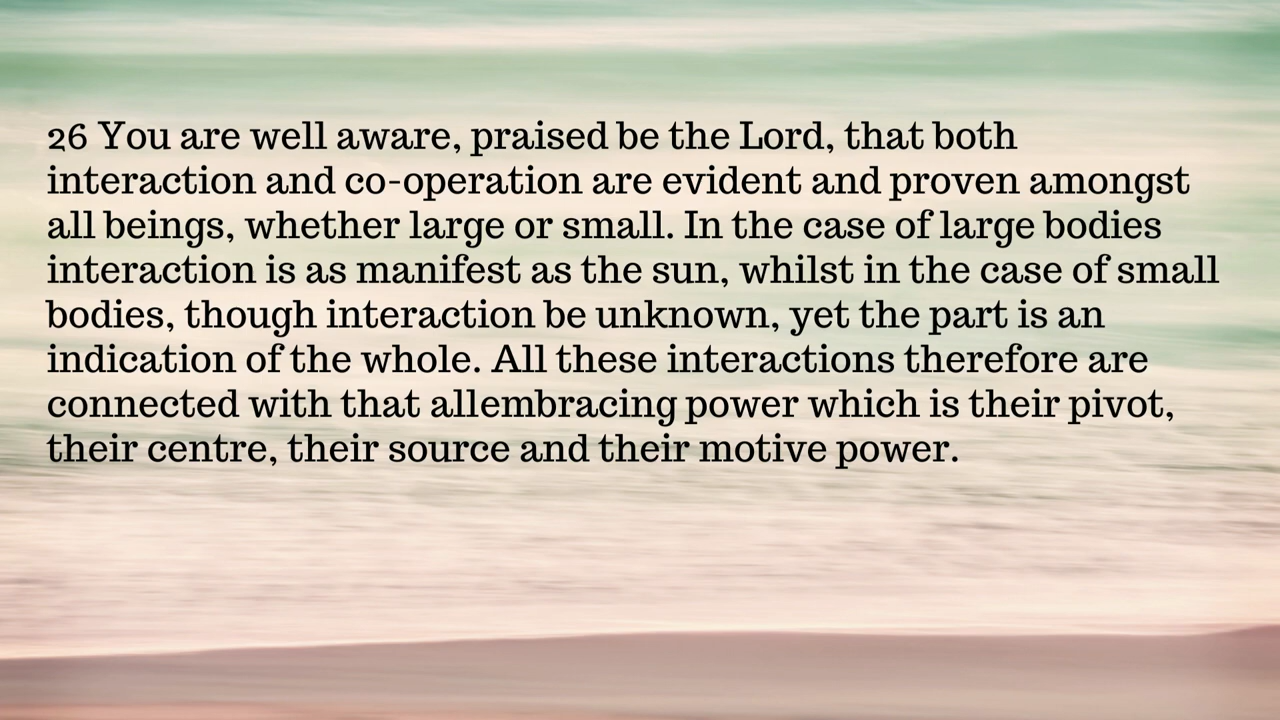 26 You are well aware, praised be the Lord, that both
interaction and co-operation are evident and proven amongst
all beings, whether large or small. In the case of large bodies
interaction is as manifest as the sun, whilst in the case of small
bodies, though interaction be unknown, yet the part is an
indication of the whole. All these interactions therefore are
connected with that allembracing power which is their pivot,
their centre, their source and their motive power.